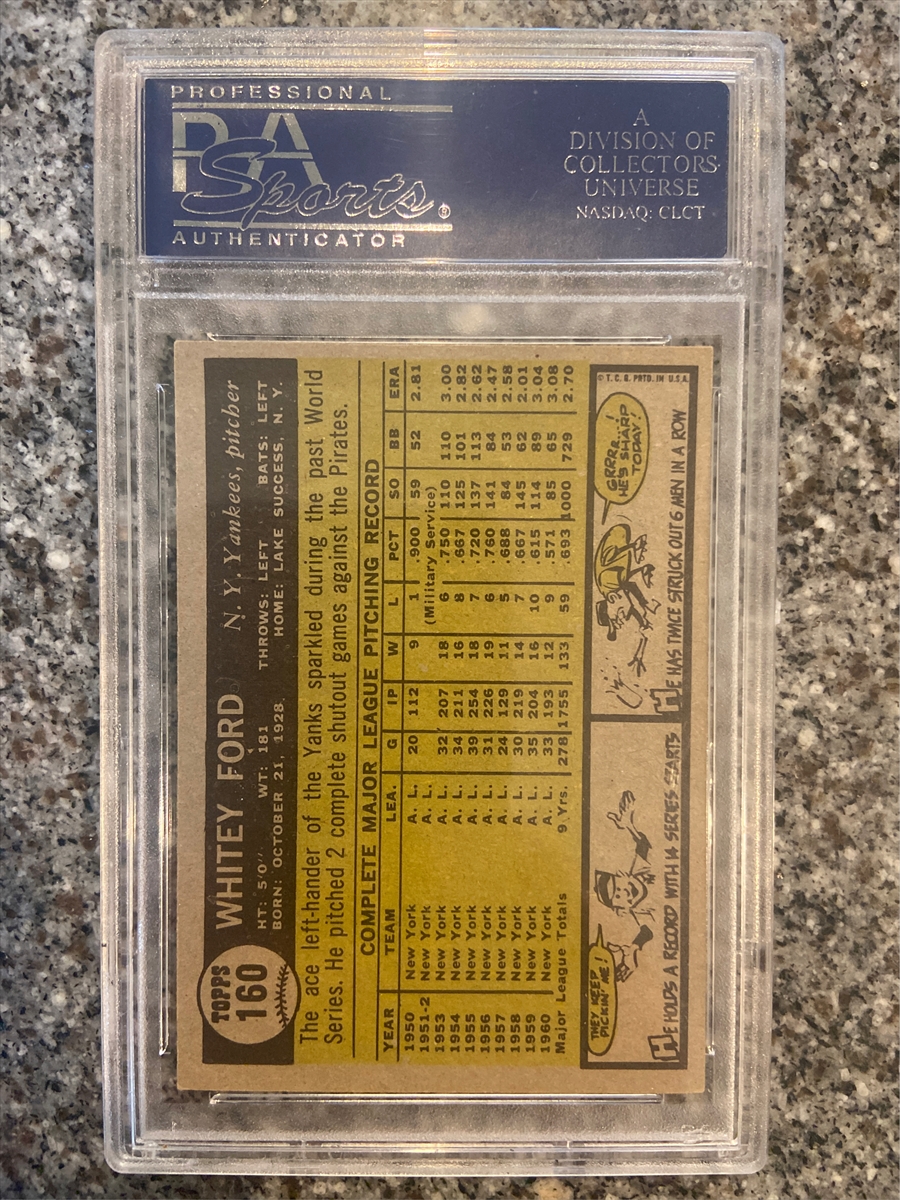 PROFESSIONAL
PSA
Sports®
AUTHENTICATOR
A
DIVISION OF
COLLECTORS
UNIVERSE
NASDAQ: CLCT
TOPPS
160
WHITEY FORD N. Y. Yankees, pitcher
HT: 5'0" WT: 181 THROWS: LEFT BATS: LEFT
BORN: OCTOBER 21, 1928 HOME: LAKE SUCCESS, N. Y.
The ace left-hander of the Yanks sparkled during the past World
Series. He pitched 2 complete shutout games against the Pirates.
COMPLETE MAJOR LEAGUE PITCHING RECORD
YEAR TEAM LEA. G IP W L PCT SO BB ERA
1950 New York A. L. 20 112 9 1 .900 59 52 2.81
1951-2 New York A. L. (Military Service)
1953 New York A. L. 32 207 18 6 .750 110 110 3.00
1954 New York A. L. 34 211 16 8 .667 125 101 2.82
1955 New York A. L. 39 254 18 7 .720 137 113 2.62
1956 New York A. L. 31 226 19 6 .760 141 84 2.47
1957 New York A. L. 24 129 11 5 .688 84 53 2.58
1958 New York A. L. 30 219 14 7 .667 145 62 2.01
1959 New York A. L. 35 204 16 10 .615 114 89 3.04
1960 New York A. L. 33 193 12 9 .571 85 65 3.08
Major League Totals 9 Yrs. 278 1755 133 59 .693 1000 729 2.70
THEY KEEP
PICKIN' ME!
HE HOLDS A RECORD WITH 14 SERIES STARTS
© T. C. G. PRTD. IN U.S.A.
GRRR...!
HE'S SHARP
TODAY!
HE HAS TWICE STRUCK OUT 6 MEN IN A ROW